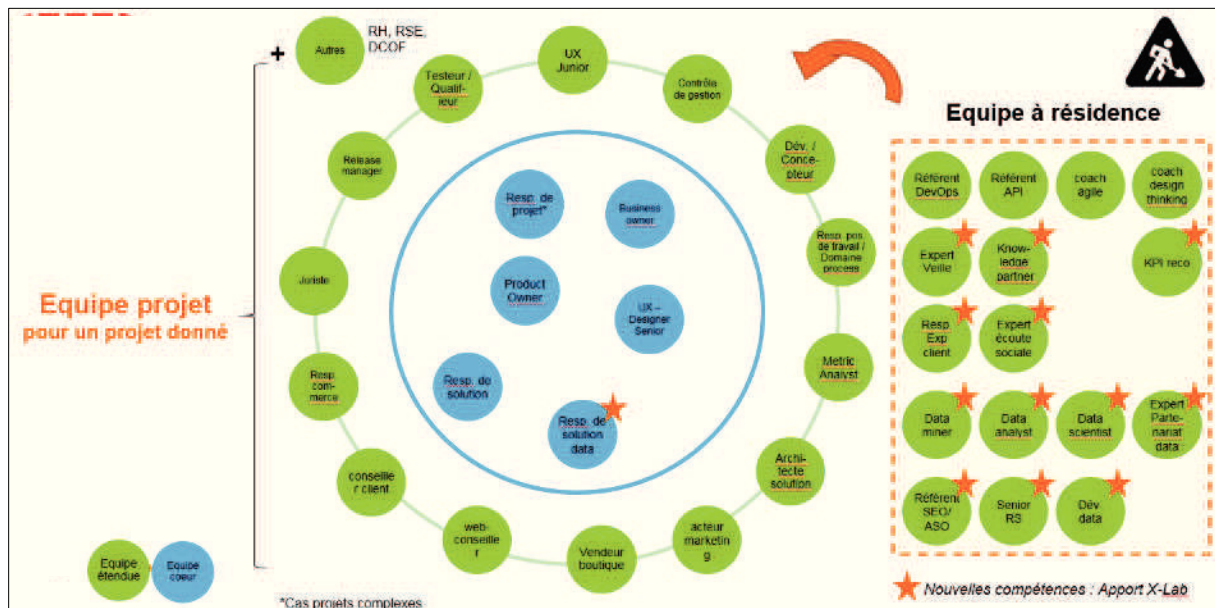 +
Autres
RH, RSE,
DCOF
UX
Junior
Testeur /
Qualif-
ieur
Contrôle
de gestion
Release
manager
Dév. /
Conce-
pteur
Resp. de
projet*
Business
owner
Resp. pos.
de travail /
Domaine
process
Juriste
Product
Owner
UX –
Designer
Senior
Equipe projet
pour un projet donné
Resp.
com-
merce
Resp. de
solution
Metric
Analyst
Resp. de
solution
data
Archi-
tecte
solution
conseille
r client
web-
conseille
r
Vendeur
boutique
acteur
marketin
g
Equipe
étendue
Equipe
coeur
*Cas projets complexes
Equipe à résidence
Référent
DevOps
Référent
API
coach
agile
coach
design
thinking
Expert
Veille
Know-
ledge
partner
KPI reco
Resp
Exp
client
Expert
écoute
sociale
Data
miner
Data
analyst
Data
scientist
Expert
Parte-
nariat
data
Référent
SEO/
ASO
Senior
RS
Dév
data
Nouvelles compétences : Apport X-Lab